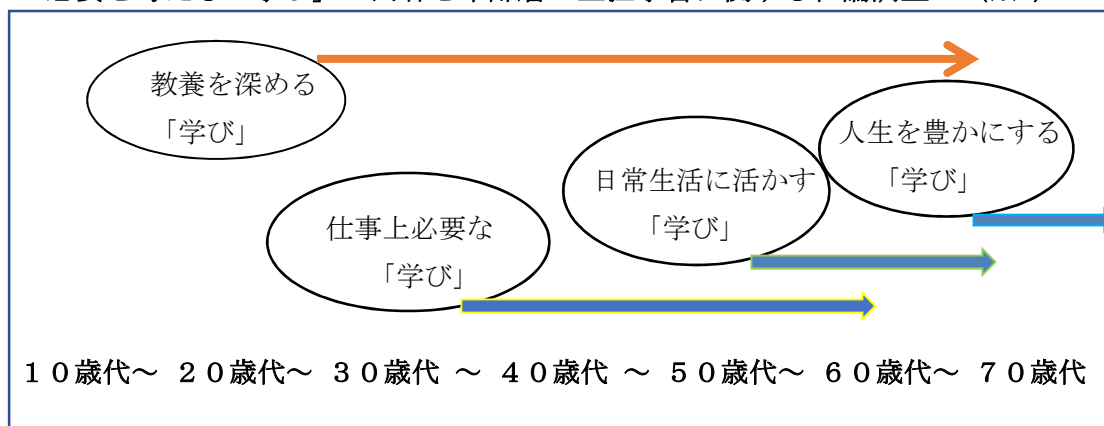 教養を深める
「学び」
人生を豊かにする
「学び」
日常生活に活かす
「学び」
仕事上必要な
「学び」
１０歳代～ ２０歳代～ ３０歳代 ～ ４０歳代 ～ ５０歳代～ ６０歳代～ ７０歳代